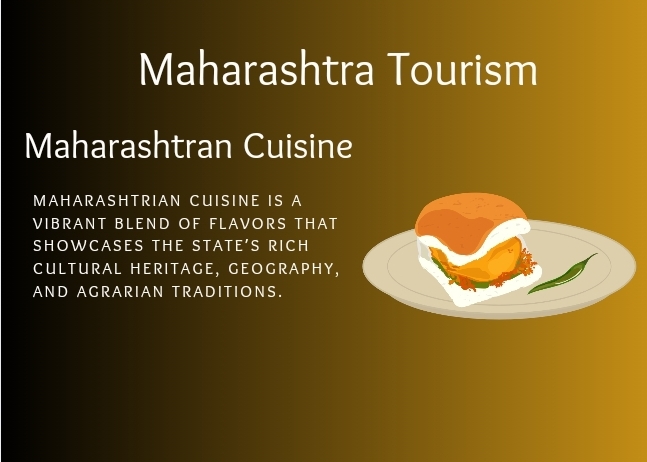 Maharashtra Tourism
Maharashtran Cuisine
MAHARASHTRIAN CUISINE IS A
VIBRANT BLEND OF FLAVORS THAT
SHOWCASES THE STATE'S RICH
CULTURAL HERITAGE, GEOGRAPHY,
AND AGRARIAN TRADITIONS.